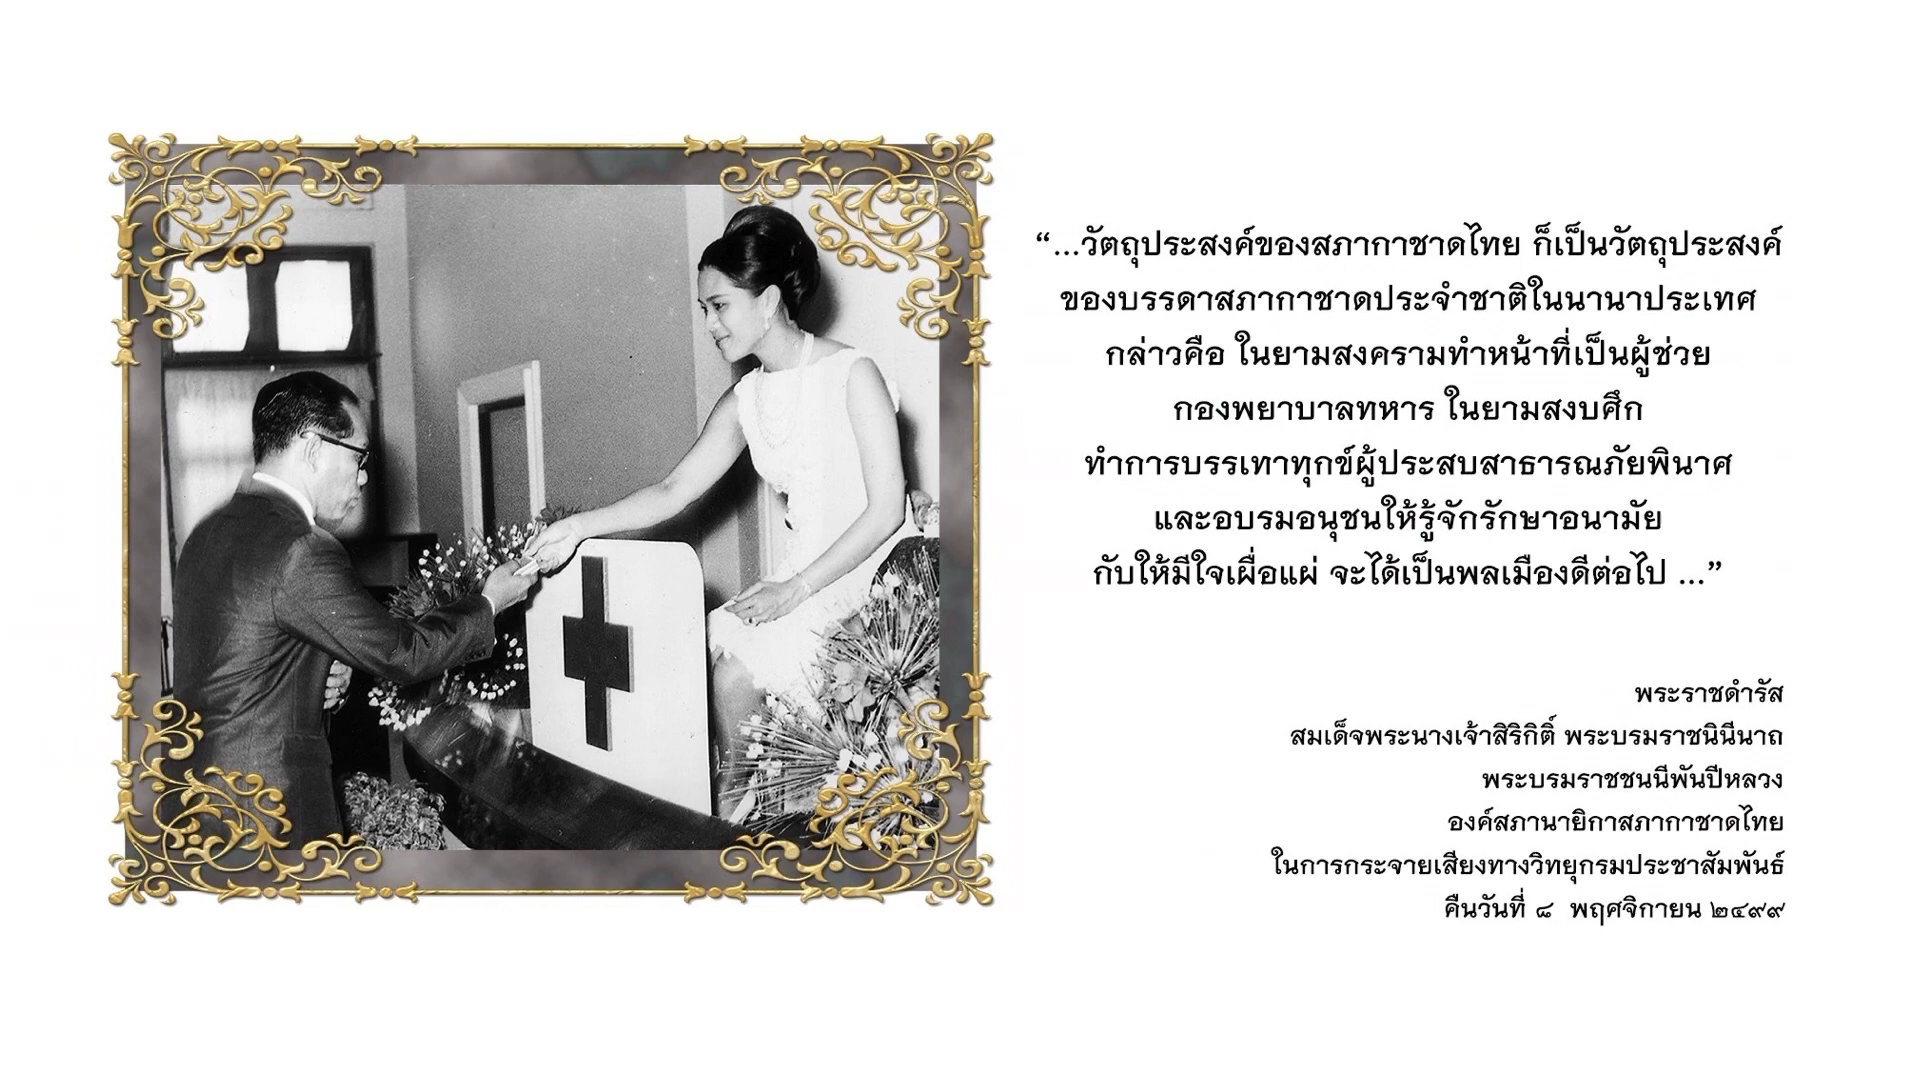 “...วัตถุประสงค์ของสภากาชาดไทย ก็เป็นวัตถุประสงค์
ของบรรดาสภากาชาดประจำชาติในนานาประเทศ
กล่าวคือ ในยามสงครามทำหน้าที่เป็นผู้ช่วย
กองพยาบาลทหาร ในยามสงบศึก
ทำการบรรเทาทุกข์ผู้ประสบสาธารณภัยพินาศ
และอบรมอนุชนให้รู้จักรักษาอนามัย
กับให้มีใจเผื่อแผ่ จะได้เป็นพลเมืองดีต่อไป ...”
พระราชดำรัส
สมเด็จพระนางเจ้าสิริกิติ์ พระบรมราชินีนาถ
พระบรมราชชนนีพันปีหลวง
องค์สภานายิกาสภากาชาดไทย
ในการกระจายเสียงทางวิทยุกรมประชาสัมพันธ์
คืนวันที่ ๘ พฤศจิกายน ๒๔๙๙